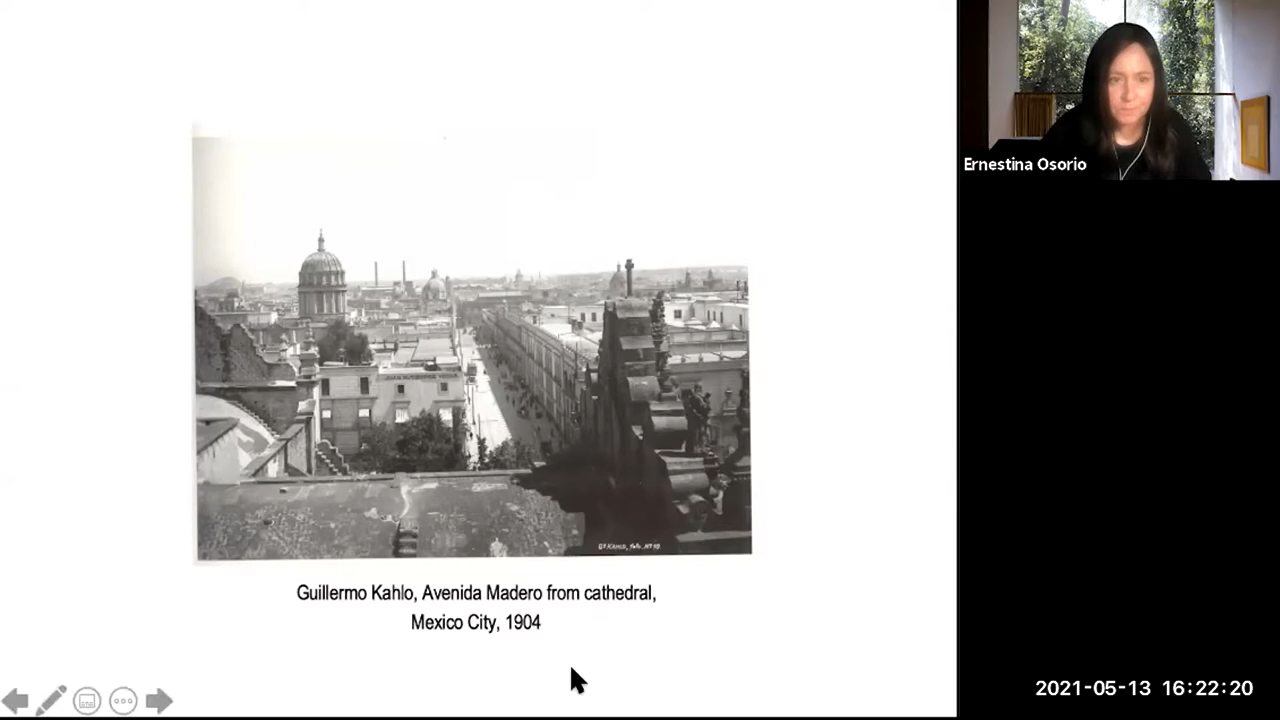 Ernestina Osorio
Guillermo Kahlo, Avenida Madero from cathedral,
Mexico City, 1904
2021-05-13 16:22:20